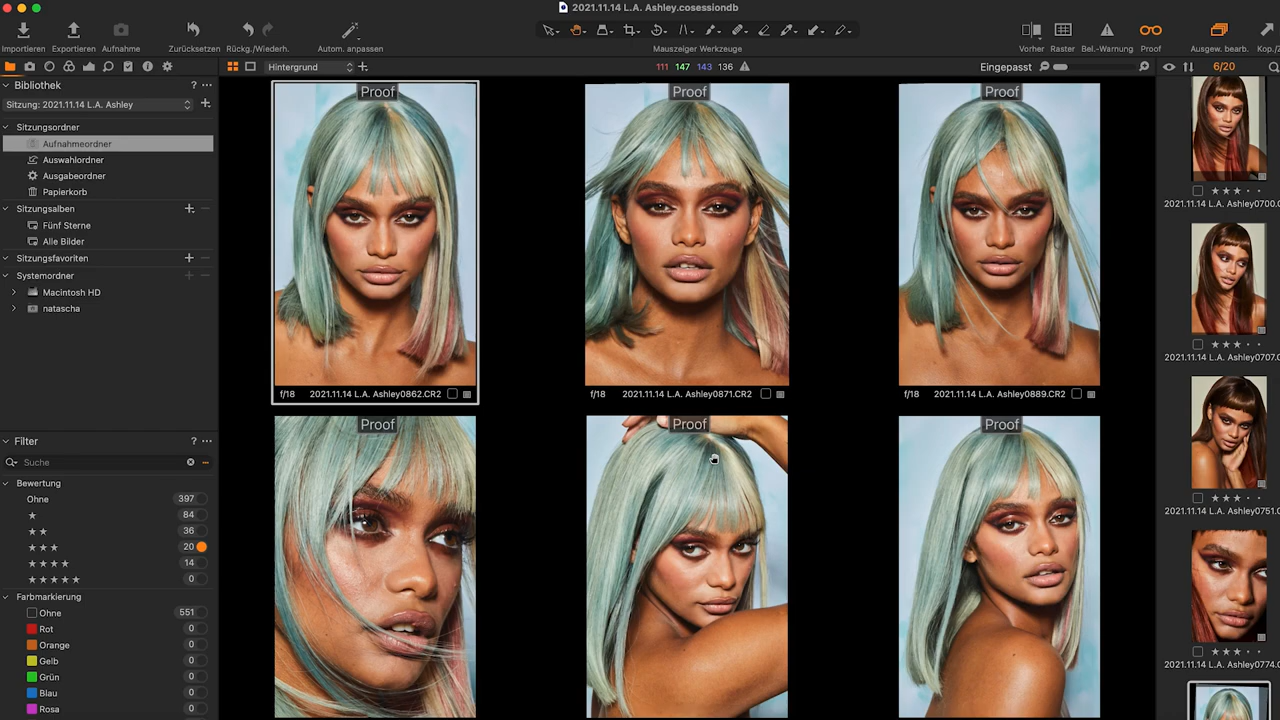 2021.11.14 L.A. Ashley.cosessiondb
Importieren Exportieren Aufnahme Zurücksetzen Rückg./Wiederh. Autom. anpassen Mauszeiger Werkzeuge Vorher Raster Bel.-Warnung Proof Ausgew. bearb.
Hintergrund 111 147 143 136 Eingepasst 6/20
Bibliothek ?
Sitzung: 2021.11.14 L.A. Ashley
Sitzungsordner
Aufnahmeordner
Auswahlordner
Ausgabeordner
Papierkorb
Sitzungsalben
Fünf Sterne
Alle Bilder
Sitzungsfavoriten
Systemordner
Macintosh HD
natascha
Filter ?
Suche
Bewertung
Ohne 397
84
36
20
14
0
Farbmarkierung
Ohne 551
Rot 0
Orange 0
Gelb 0
Grün 0
Blau 0
Rosa 0
Proof Proof Proof
f/18 2021.11.14 L.A. Ashley0862.CR2 f/18 2021.11.14 L.A. Ashley0871.CR2 f/18 2021.11.14 L.A. Ashley0889.CR2
Proof Proof Proof
2021.11.14 L.A. Ashley0700.
2021.11.14 L.A. Ashley0707.
2021.11.14 L.A. Ashley0751.
2021.11.14 L.A. Ashley0774.